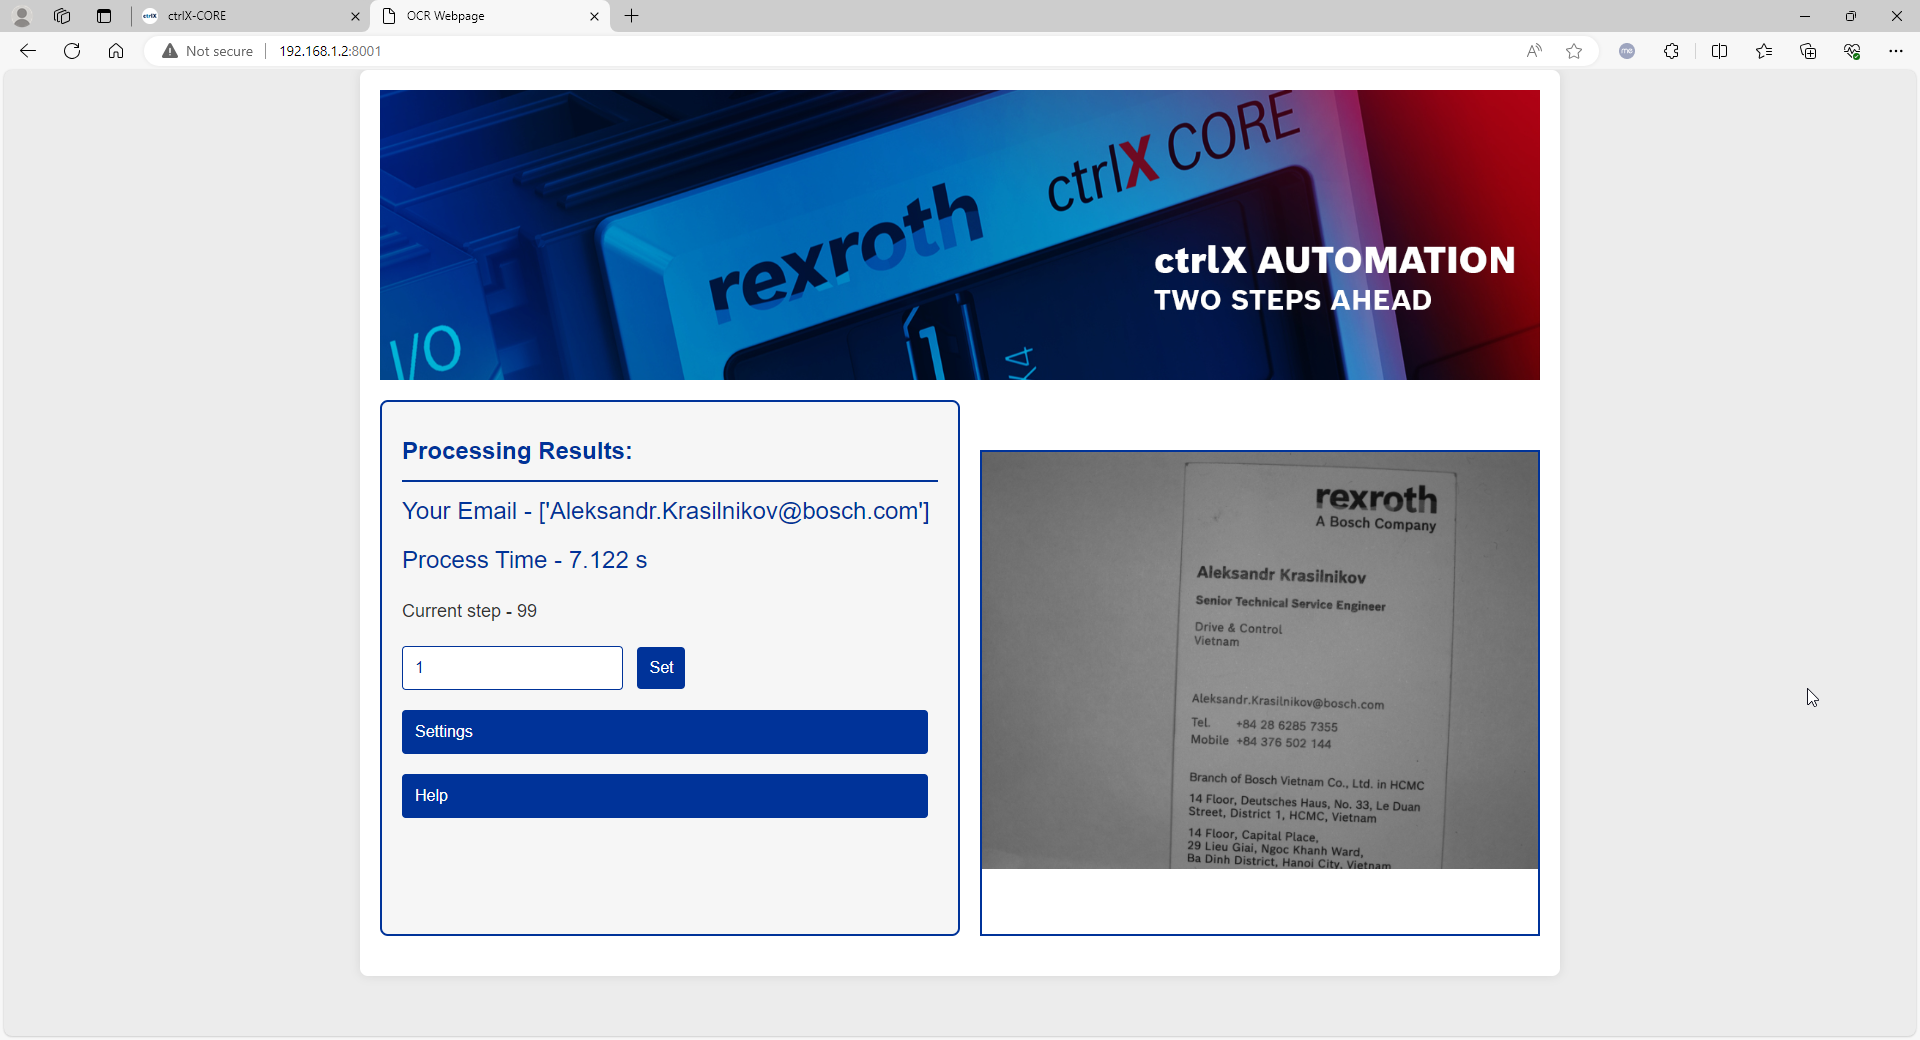 ctrlX-CORE
OCR Webpage
Not secure
192.168.1.2:8001
rexroth
ctrlX CORE
ctrlX AUTOMATION
TWO STEPS AHEAD
I/O
1
Processing Results:
Your Email - ['Aleksandr.Krasilnikov@bosch.com']
Process Time - 7.122 s
Current step - 99
1
Set
Settings
Help
rexroth
A Bosch Company
Aleksandr Krasilnikov
Senior Technical Service Engineer
Drive & Control
Vietnam
Aleksandr.Krasilnikov@bosch.com
Tel. +84 28 6285 7355
Mobile +84 376 502 144
Branch of Bosch Vietnam Co., Ltd. in HCMC
14 Floor, Deutsches Haus, No. 33, Le Duan
Street, District 1, HCMC, Vietnam
14 Floor, Capital Place,
29 Lieu Giai, Ngoc Khanh Ward,
Ba Dinh District, Hanoi City, Vietnam